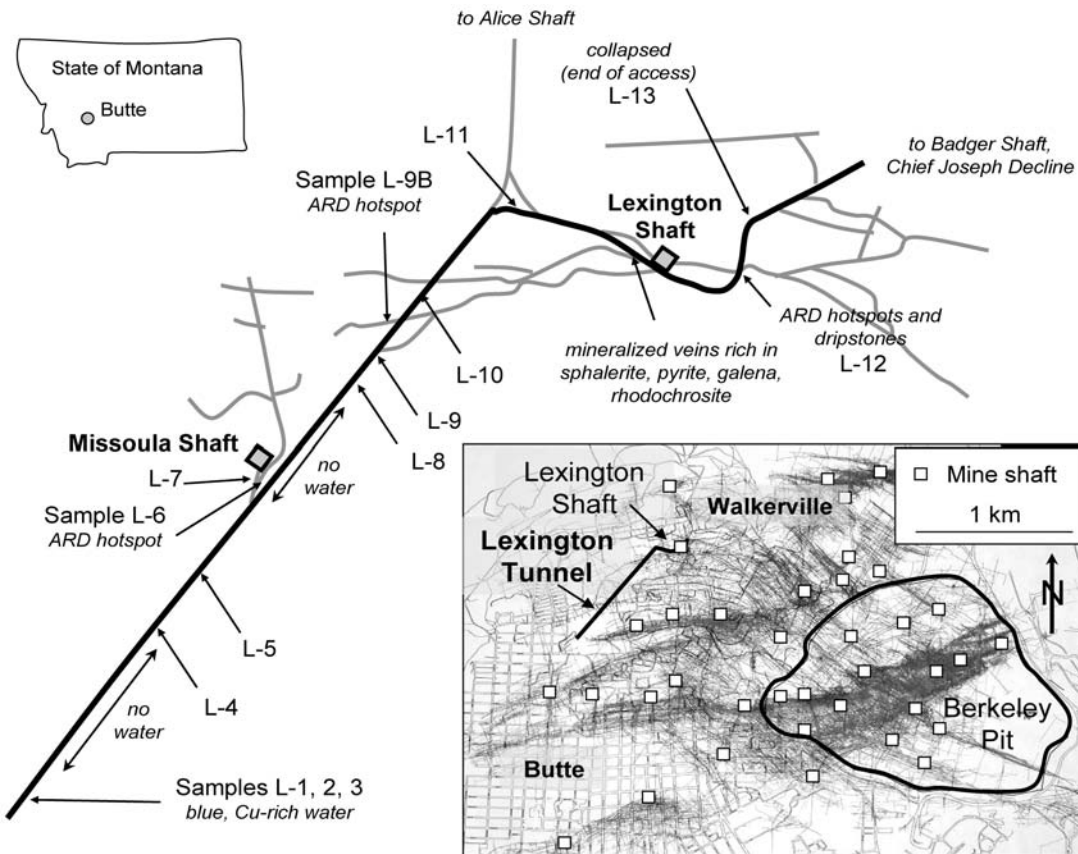 to Alice Shaft
State of Montana
Butte
collapsed
(end of access)
L-13
L-11
to Badger Shaft,
Chief Joseph Decline
Sample L-9B
ARD hotspot
Lexington
Shaft
ARD hotspots and
dripstones
L-12
mineralized veins rich in
sphalerite, pyrite, galena,
rhodochrosite
L-10
L-9
L-8
Missoula Shaft
L-7
no
water
Sample L-6
ARD hotspot
L-5
L-4
no
water
Samples L-1, 2, 3
blue, Cu-rich water
Lexington
Shaft
Walkerville
Mine shaft
1 km
Lexington
Tunnel
N
Berkeley
Pit
Butte